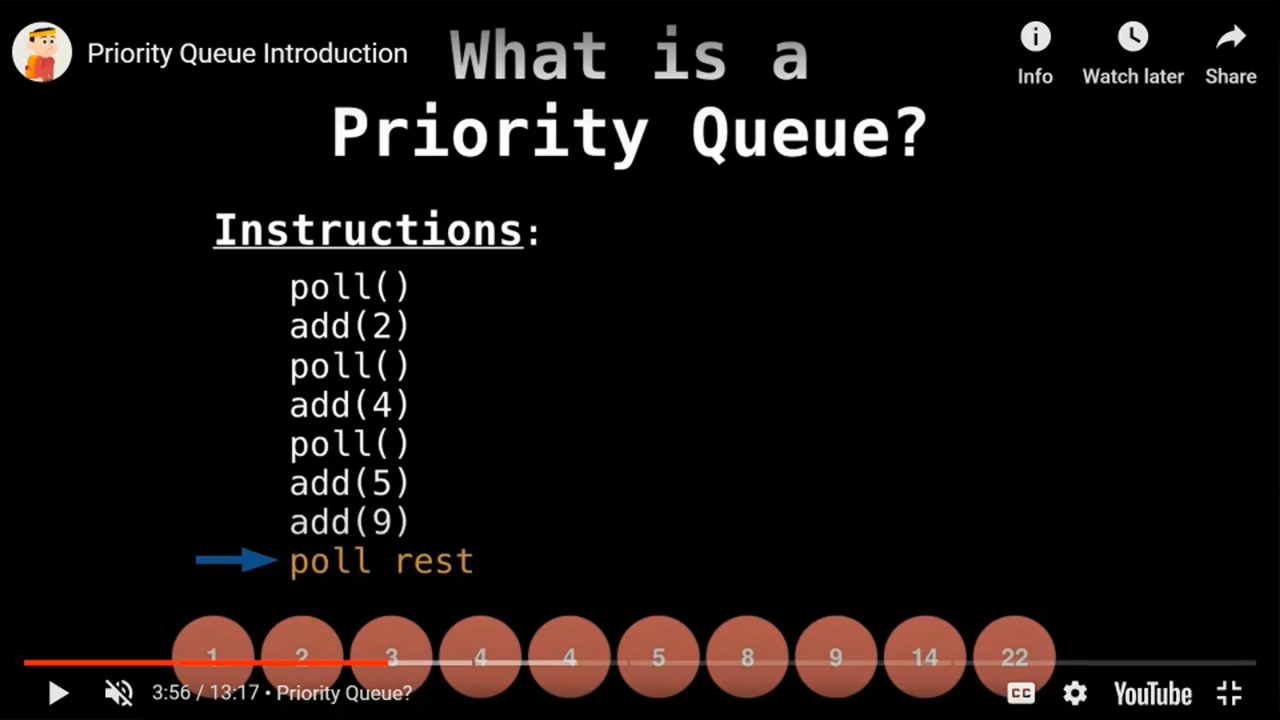 Priority Queue Introduction
What is a
Info
Watch later
Share
Priority Queue?
Instructions:
poll()
add(2)
poll()
add(4)
poll()
add(5)
add(9)
poll rest
1 2 3 4 4 5 8 9 14 22
3:56 / 13:17 • Priority Queue?
CC
YouTube